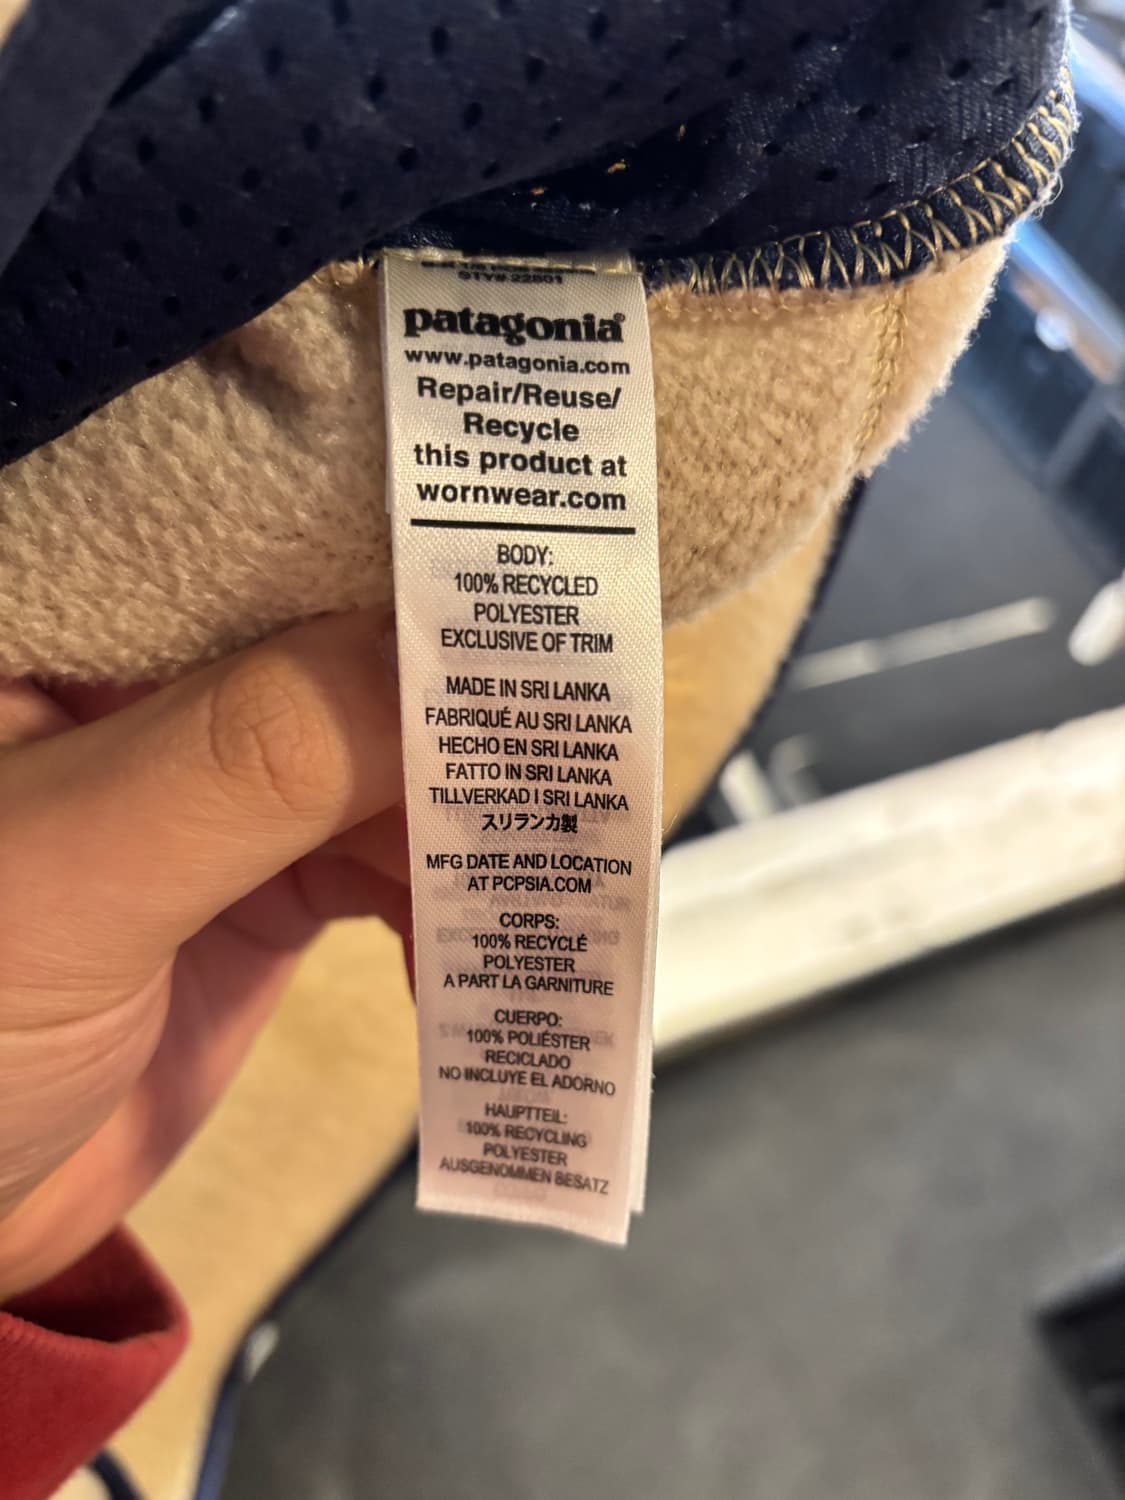 STY# 22801
patagonia®
www.patagonia.com
Repair/Reuse/
Recycle
this product at
wornwear.com
BODY:
100% RECYCLED
POLYESTER
EXCLUSIVE OF TRIM
MADE IN SRI LANKA
FABRIQUÉ AU SRI LANKA
HECHO EN SRI LANKA
FATTO IN SRI LANKA
TILLVERKAD I SRI LANKA
スリランカ製
MFG DATE AND LOCATION
AT PCPSIA.COM
CORPS:
100% RECYCLÉ
POLYESTER
A PART LA GARNITURE
CUERPO:
100% POLIÉSTER
RECICLADO
NO INCLUYE EL ADORNO
HAUPTTEIL:
100% RECYCLING
POLYESTER
AUSGENOMMEN BESATZ